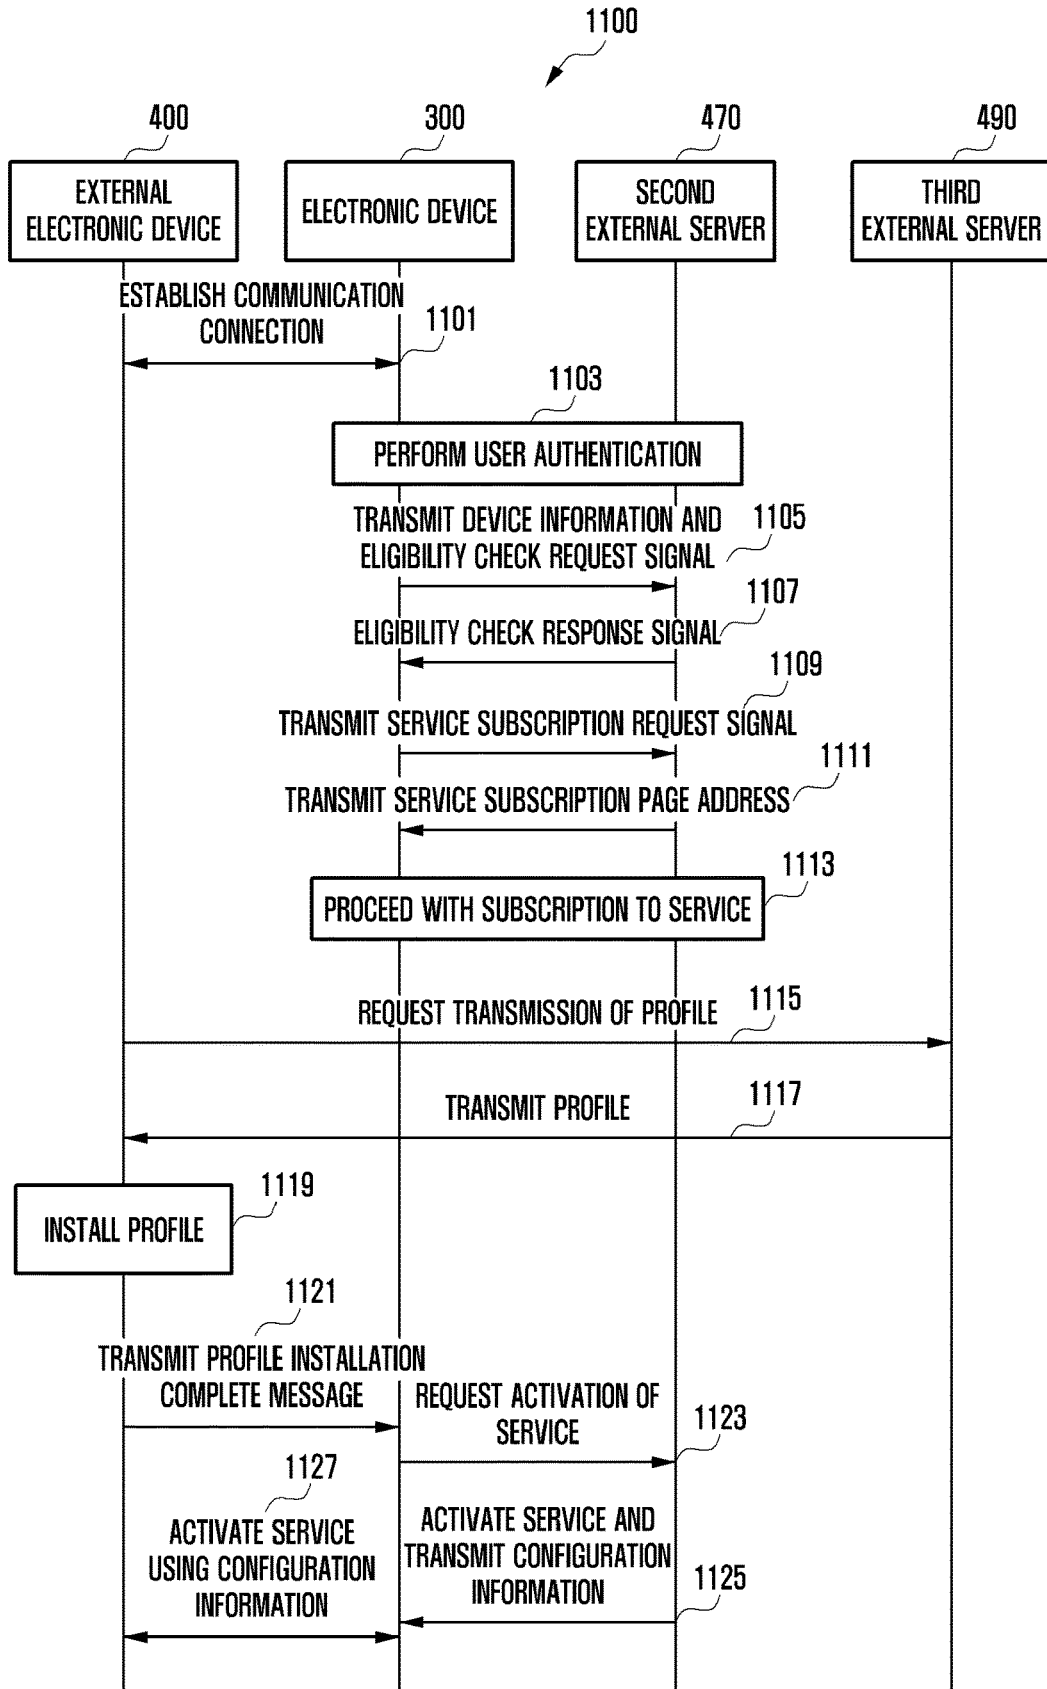 1100
400
300
470
490
EXTERNAL
ELECTRONIC DEVICE
ELECTRONIC DEVICE
SECOND
EXTERNAL SERVER
THIRD
EXTERNAL SERVER
ESTABLISH COMMUNICATION
CONNECTION
1101
1103
PERFORM USER AUTHENTICATION
TRANSMIT DEVICE INFORMATION AND
ELIGIBILITY CHECK REQUEST SIGNAL
1105
1107
ELIGIBILITY CHECK RESPONSE SIGNAL
1109
TRANSMIT SERVICE SUBSCRIPTION REQUEST SIGNAL
1111
TRANSMIT SERVICE SUBSCRIPTION PAGE ADDRESS
1113
PROCEED WITH SUBSCRIPTION TO SERVICE
REQUEST TRANSMISSION OF PROFILE
1115
TRANSMIT PROFILE
1117
1119
INSTALL PROFILE
1121
TRANSMIT PROFILE INSTALLATION
COMPLETE MESSAGE
REQUEST ACTIVATION OF
SERVICE
1123
1127
ACTIVATE SERVICE
USING CONFIGURATION
INFORMATION
ACTIVATE SERVICE AND
TRANSMIT CONFIGURATION
INFORMATION
1125